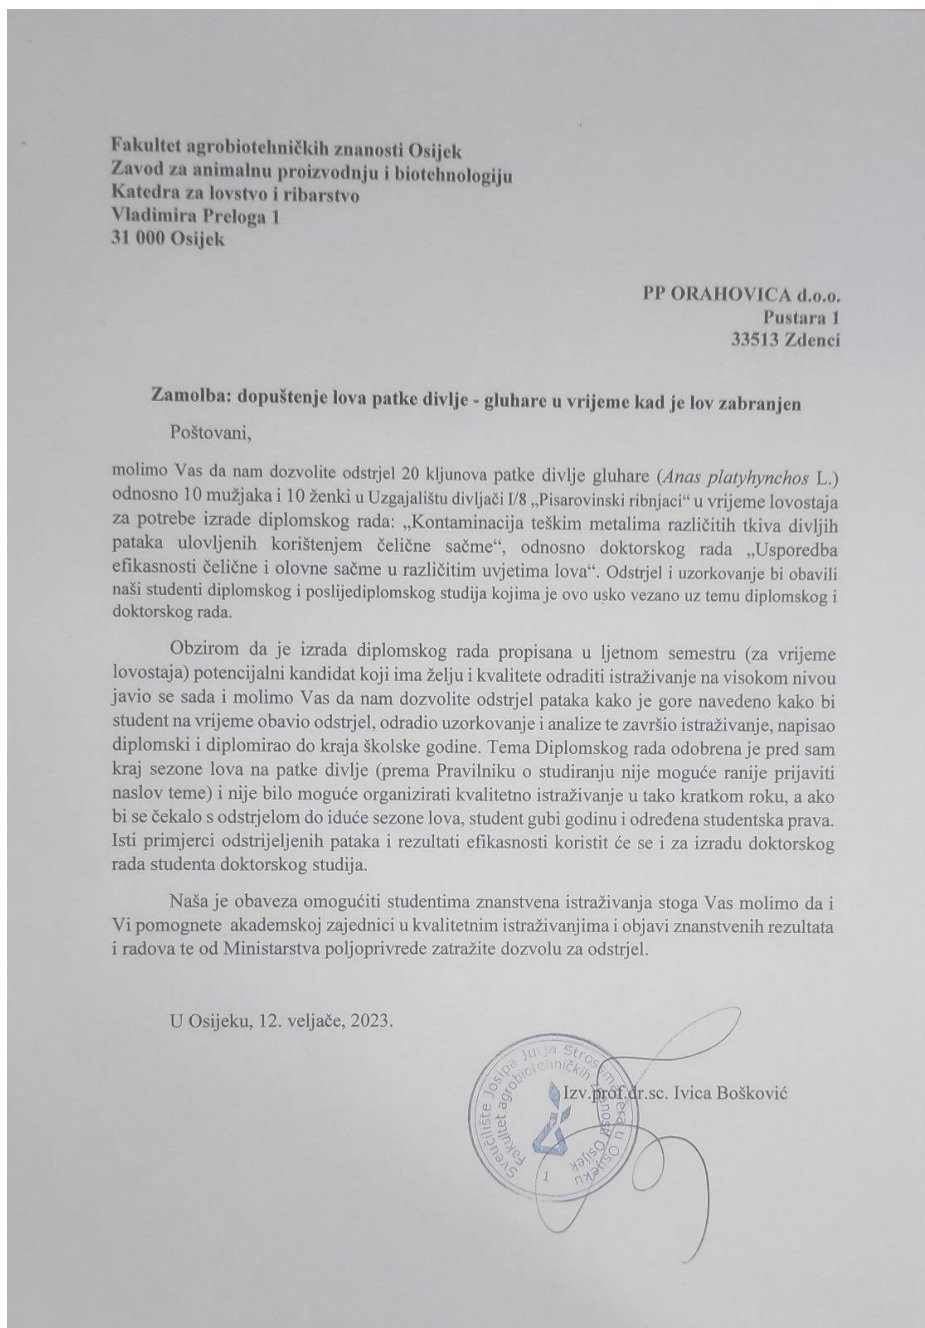 Fakultet agrobiotehničkih znanosti Osijek
Zavod za animalnu proizvodnju i biotehnologiju
Katedra za lovstvo i ribarstvo
Vladimira Preloga 1
31 000 Osijek
PP ORAHOVICA d.o.o.
Pustara 1
33513 Zdenci
Zamolba: dopuštenje lova patke divlje - gluhare u vrijeme kad je lov zabranjen
Poštovani,
molimo Vas da nam dozvolite odstrjel 20 kljunova patke divlje gluhare (Anas platyhynchos L.)
odnosno 10 mužjaka i 10 ženki u Uzgajalištu divljači I/8 „Pisarovinski ribnjaci“ u vrijeme lovostaja
za potrebe izrade diplomskog rada: „Kontaminacija teškim metalima različitih tkiva divljih
pataka ulovljenih korištenjem čelične sačme“, odnosno doktorskog rada „Usporedba
efikasnosti čelične i olovne sačme u različitim uvjetima lova“. Odstrjel i uzorkovanje bi obavili
naši studenti diplomskog i poslijediplomskog studija kojima je ovo usko vezano uz temu diplomskog i
doktorskog rada.
Obzirom da je izrada diplomskog rada propisana u ljetnom semestru (za vrijeme
lovostaja) potencijalni kandidat koji ima želju i kvalitete odraditi istraživanje na visokom nivou
javio se sada i molimo Vas da nam dozvolite odstrjel pataka kako je gore navedeno kako bi
student na vrijeme obavio odstrjel, odradio uzorkovanje i analize te završio istraživanje, napisao
diplomski i diplomirao do kraja školske godine. Tema Diplomskog rada odobrena je pred sam
kraj sezone lova na patke divlje (prema Pravilniku o studiranju nije moguće ranije prijaviti
naslov teme) i nije bilo moguće organizirati kvalitetno istraživanje u tako kratkom roku, a ako
bi se čekalo s odstrjelom do iduće sezone lova, student gubi godinu i određena studentska prava.
Isti primjerci odstrijeljenih pataka i rezultati efikasnosti koristit će se i za izradu doktorskog
rada studenta doktorskog studija.
Naša je obaveza omogućiti studentima znanstvena istraživanja stoga Vas molimo da i
Vi pomognete akademskoj zajednici u kvalitetnim istraživanjima i objavi znanstvenih rezultata
i radova te od Ministarstva poljoprivrede zatražite dozvolu za odstrjel.
U Osijeku, 12. veljače, 2023.
Izv.prof.dr.sc. Ivica Bošković
Sveučilište Josipa Jurja Strossmayera u Osijeku
Fakultet agrobiotehničkih znanosti Osijek
1